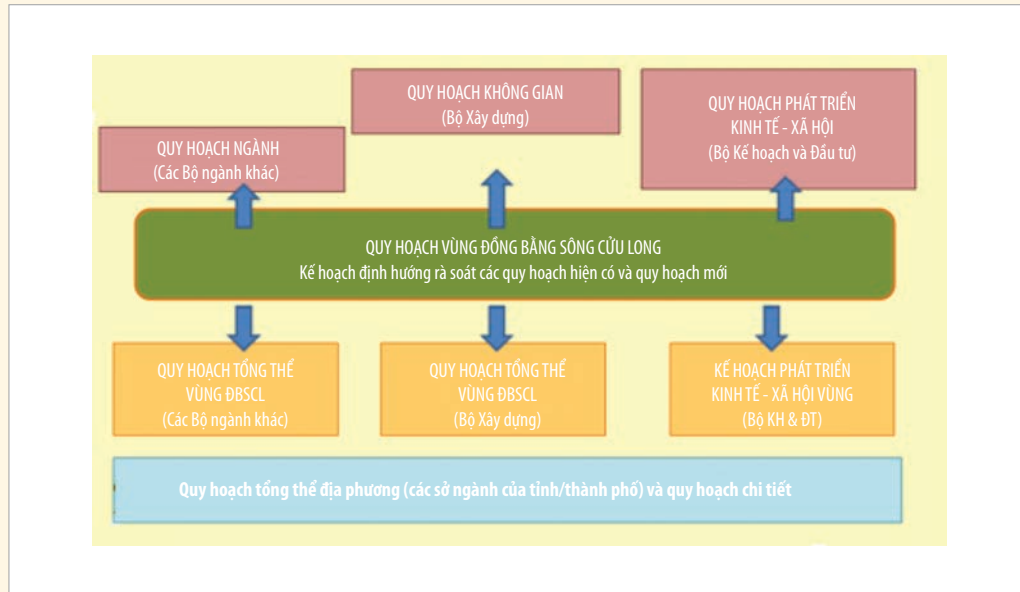 QUY HOẠCH NGÀNH
(Các Bộ ngành khác)
QUY HOẠCH KHÔNG GIAN
(Bộ Xây dựng)
QUY HOẠCH PHÁT TRIỂN
KINH TẾ - XÃ HỘI
(Bộ Kế hoạch và Đầu tư)
QUY HOẠCH VÙNG ĐỒNG BẰNG SÔNG CỬU LONG
Kế hoạch định hướng rà soát các quy hoạch hiện có và quy hoạch mới
QUY HOẠCH TỔNG THỂ
VÙNG ĐBSCL
(Các Bộ ngành khác)
QUY HOẠCH TỔNG THỂ
VÙNG ĐBSCL
(Bộ Xây dựng)
KẾ HOẠCH PHÁT TRIỂN
KINH TẾ - XÃ HỘI VÙNG
(Bộ KH & ĐT)
Quy hoạch tổng thể địa phương (các sở ngành của tỉnh/thành phố) và quy hoạch chi tiết